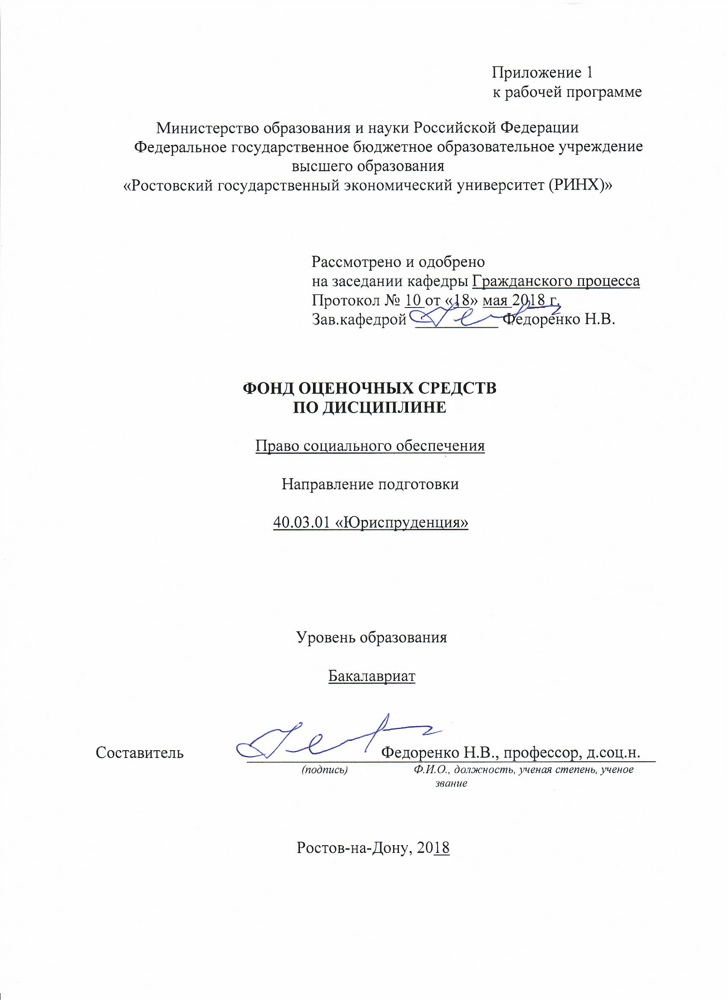 Приложение 1
к рабочей программе
Министерство образования и науки Российской Федерации
Федеральное государственное бюджетное образовательное учреждение
высшего образования
«Ростовский государственный экономический университет (РИНХ)»
Рассмотрено и одобрено
на заседании кафедры Гражданского процесса
Протокол № 10 от «18» мая 2018 г.
Зав.кафедрой Федоренко Н.В.
ФОНД ОЦЕНОЧНЫХ СРЕДСТВ
ПО ДИСЦИПЛИНЕ
Право социального обеспечения
Направление подготовки
40.03.01 «Юриспруденция»
Уровень образования
Бакалавриат
Составитель Федоренко Н.В., профессор, д.соц.н.
(подпись) Ф.И.О., должность, ученая степень, ученое
звание
Ростов-на-Дону, 2018